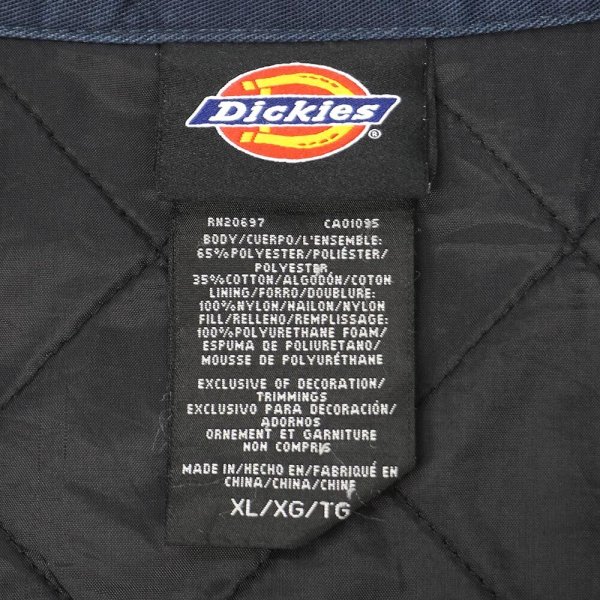 Dickies
®
RN20697 CA01095
BODY/CUERPO/L'ENSEMBLE:
65%POLYESTER/POLIÉSTER/
POLYESTER
35%COTTON/ALGODÓN/COTON
LINING/FORRO/DOUBLURE:
100%NYLON/NAILON/NYLON
FILL/RELLENO/REMPLISSAGE:
100%POLYURETHANE FOAM/
ESPUMA DE POLIURETANO/
MOUSSE DE POLYURÉTHANE
EXCLUSIVE OF DECORATION/
TRIMMINGS
EXCLUSIVO PARA DECORACIÓN/
ADORNOS
ORNEMENT ET GARNITURE
NON COMPRIS
MADE IN/HECHO EN/FABRIQUÉ EN
CHINA/CHINA/CHINE
XL/XG/TG